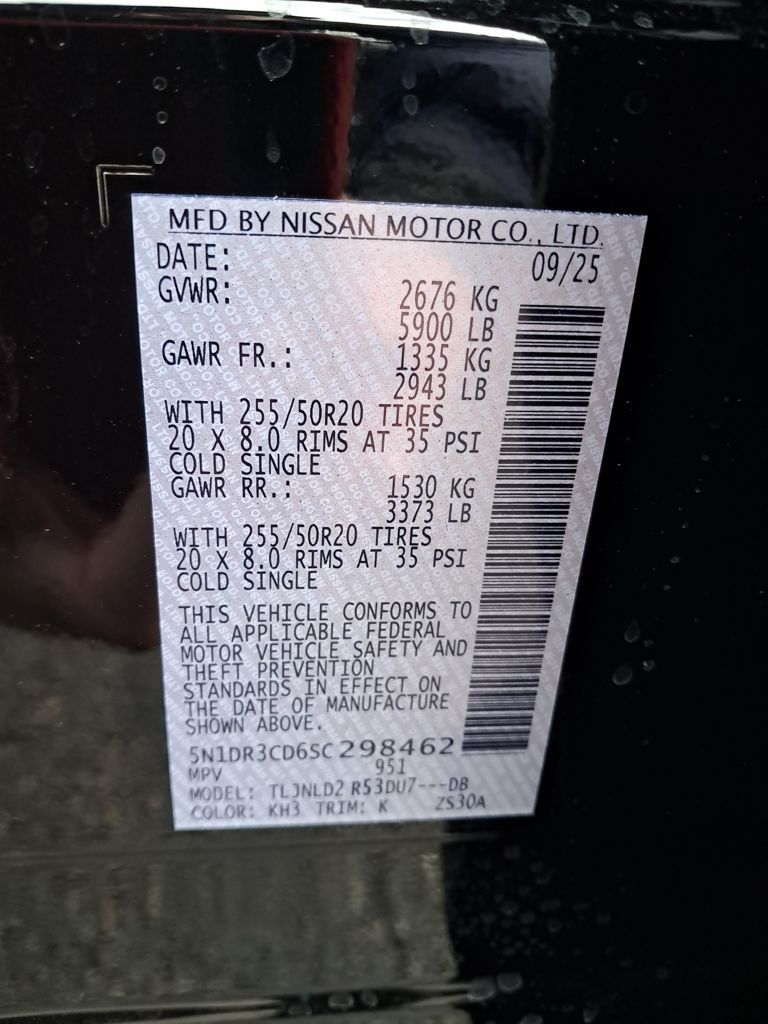 MFD BY NISSAN MOTOR CO., LTD.
DATE: 09/25
GVWR: 2676 KG
5900 LB
GAWR FR.: 1335 KG
2943 LB
WITH 255/50R20 TIRES
20 X 8.0 RIMS AT 35 PSI
COLD SINGLE
GAWR RR.: 1530 KG
3373 LB
WITH 255/50R20 TIRES
20 X 8.0 RIMS AT 35 PSI
COLD SINGLE
THIS VEHICLE CONFORMS TO
ALL APPLICABLE FEDERAL
MOTOR VEHICLE SAFETY AND
THEFT PREVENTION
STANDARDS IN EFFECT ON
THE DATE OF MANUFACTURE
SHOWN ABOVE.
5N1DR3CD6SC298462
MPV 951
MODEL: TLJNLD2 R53DU7---DB
COLOR: KH3 TRIM: K ZS30A